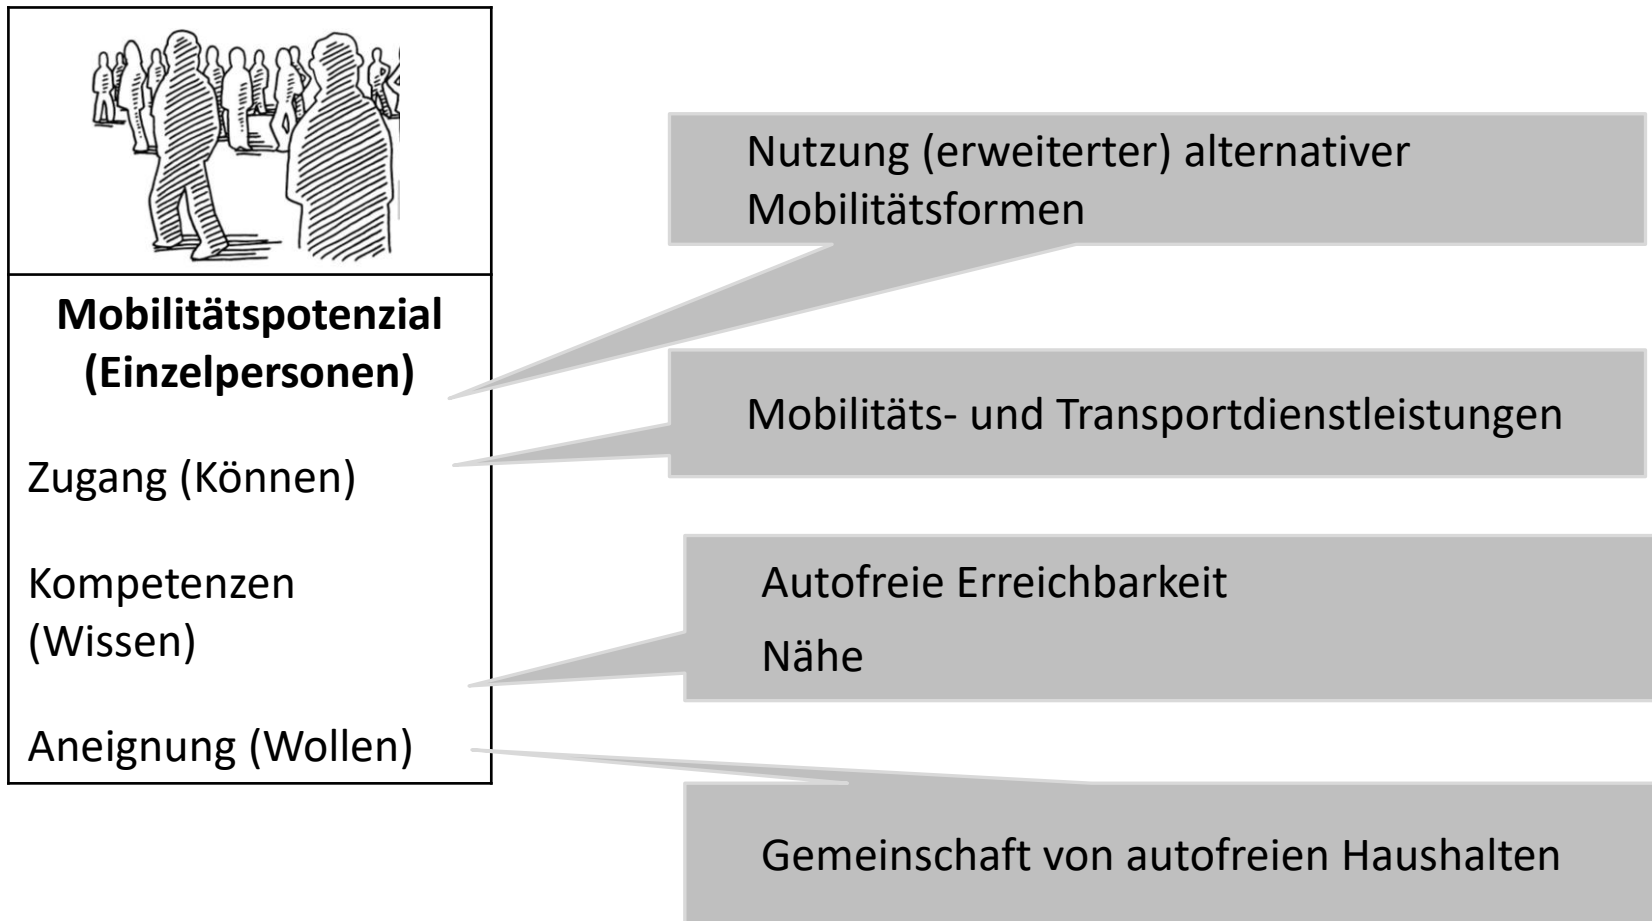 Mobilitätspotenzial
(Einzelpersonen)
Zugang (Können)
Kompetenzen
(Wissen)
Aneignung (Wollen)
Nutzung (erweiterter) alternativer
Mobilitätsformen
Mobilitäts- und Transportdienstleistungen
Autofreie Erreichbarkeit
Nähe
Gemeinschaft von autofreien Haushalten